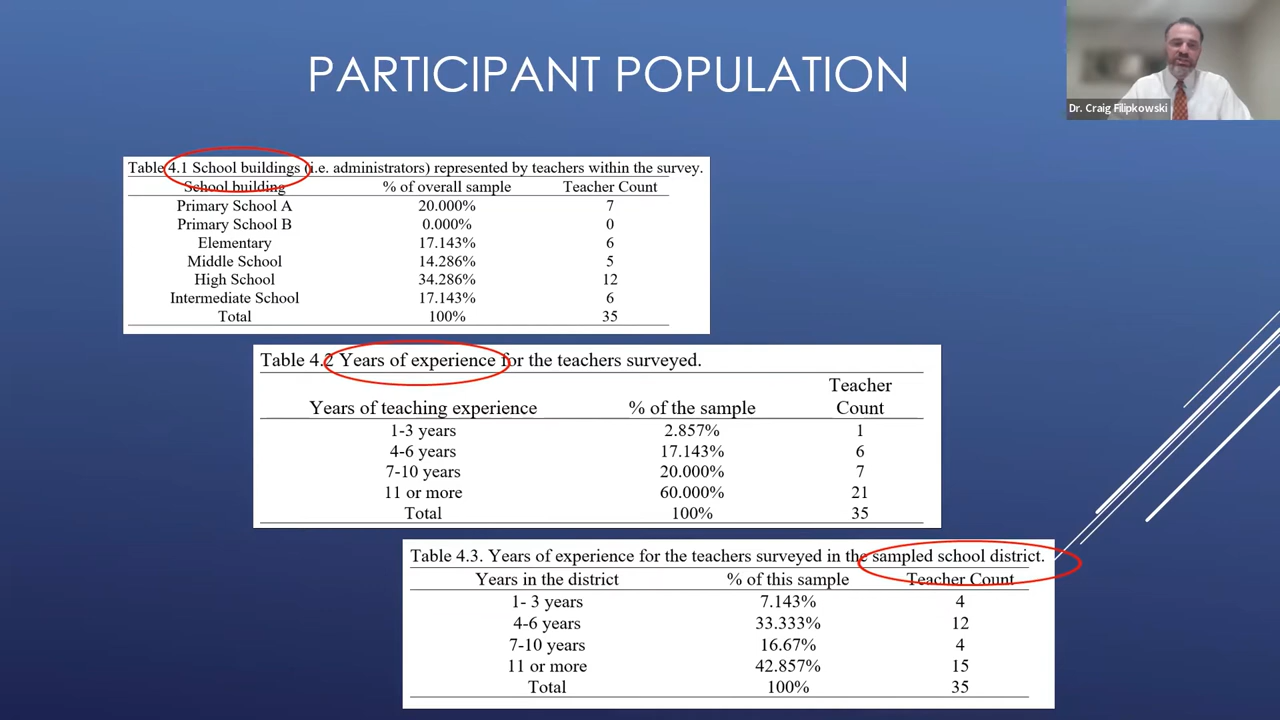 PARTICIPANT POPULATION
Dr. Craig Filipkowski
Table 4.1 School buildings (i.e. administrators) represented by teachers within the survey.
School building % of overall sample Teacher Count
Primary School A 20.000% 7
Primary School B 0.000% 0
Elementary 17.143% 6
Middle School 14.286% 5
High School 34.286% 12
Intermediate School 17.143% 6
Total 100% 35
Table 4.2 Years of experience for the teachers surveyed.
Teacher
Years of teaching experience % of the sample Count
1-3 years 2.857% 1
4-6 years 17.143% 6
7-10 years 20.000% 7
11 or more 60.000% 21
Total 100% 35
Table 4.3. Years of experience for the teachers surveyed in the sampled school district.
Years in the district % of this sample Teacher Count
1- 3 years 7.143% 4
4-6 years 33.333% 12
7-10 years 16.67% 4
11 or more 42.857% 15
Total 100% 35